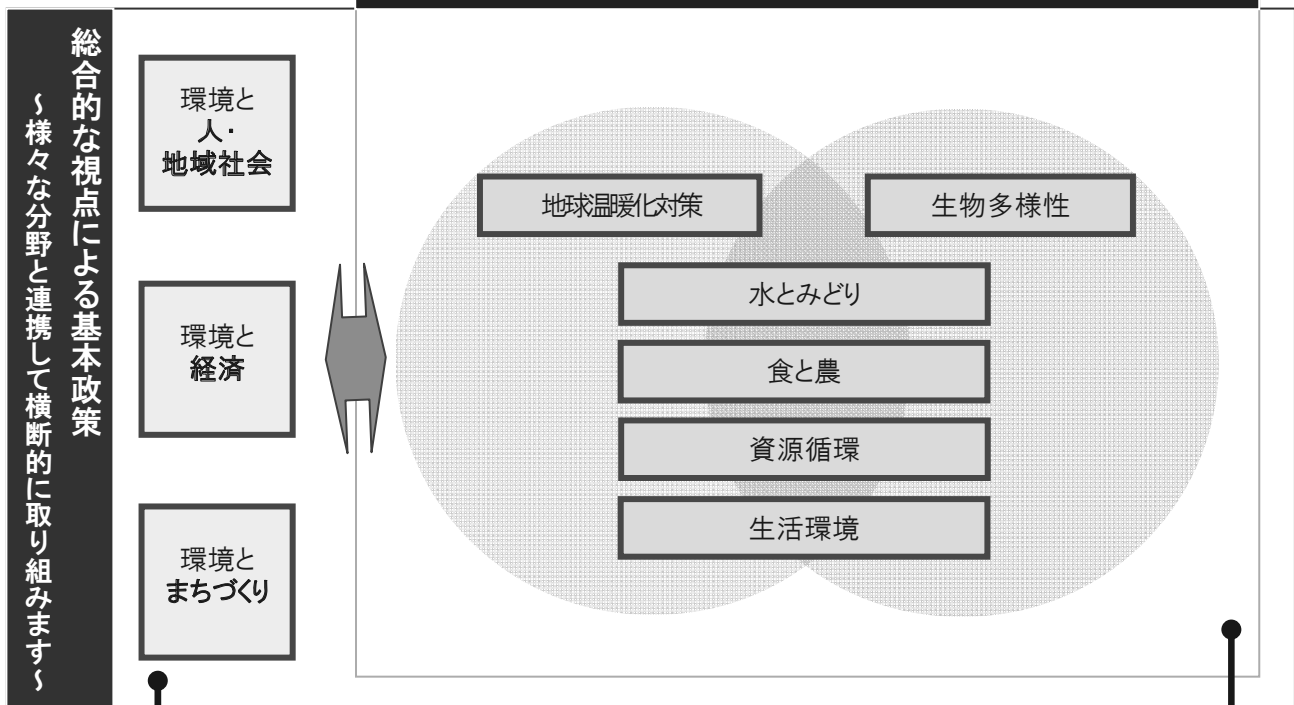 総合的な視点による基本政策
~様々な分野と連携して横断的に取り組みます~
環境と
人・
地域社会
環境と
経済
環境と
まちづくり
地球温暖化対策
生物多様性
水とみどり
食と農
資源循環
生活環境